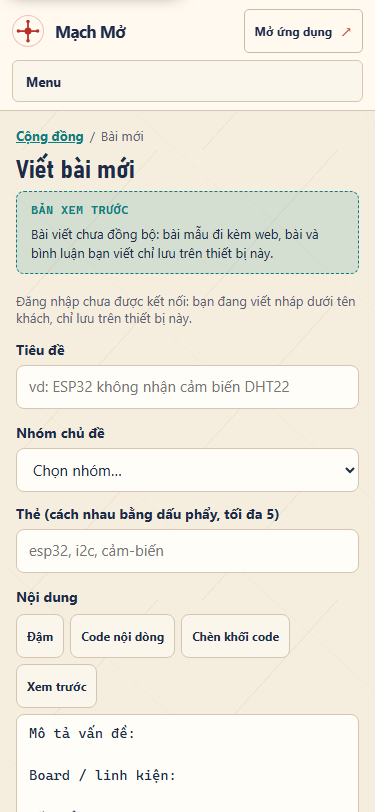 Mạch Mở
Mở ứng dụng ↗
Menu
Cộng đồng / Bài mới
Viết bài mới
BẢN XEM TRƯỚC
Bài viết chưa đồng bộ: bài mẫu đi kèm web, bài và
bình luận bạn viết chỉ lưu trên thiết bị này.
Đăng nhập chưa được kết nối: bạn đang viết nháp dưới tên
khách, chỉ lưu trên thiết bị này.
Tiêu đề
vd: ESP32 không nhận cảm biến DHT22
Nhóm chủ đề
Chọn nhóm...
Thẻ (cách nhau bằng dấu phẩy, tối đa 5)
esp32, i2c, cảm-biến
Nội dung
Đậm
Code nội dòng
Chèn khối code
Xem trước
Mô tả vấn đề:
Board / linh kiện: